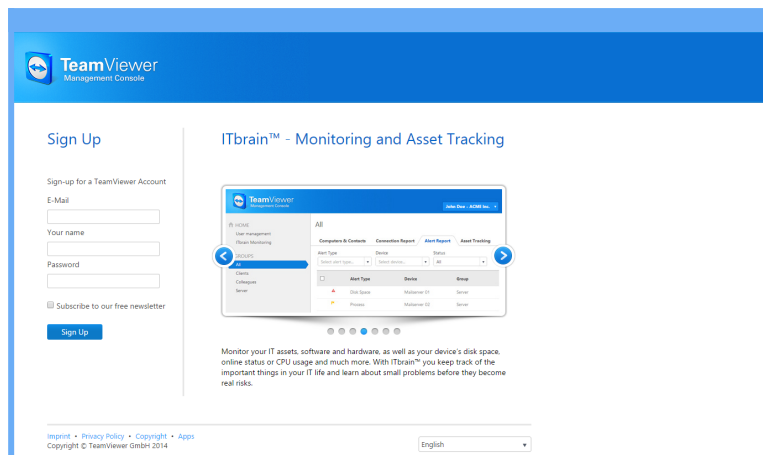 TeamViewer
Management Console
Sign Up
Sign-up for a TeamViewer Account
E-Mail
Your name
Password
Subscribe to our free newsletter
Sign Up
ITbrain™ - Monitoring and Asset Tracking
TeamViewer
Management Console
John Doe - ACME Inc.
HOME
User management
ITbrain Monitoring
GROUPS
All
Clients
Colleagues
Server
All
Computers & Contacts Connection Report Alert Report Asset Tracking
Alert Type Device Status
Select alert type... Select device... All
Alert Type Device Group
Disk Space Mailserver 01 Server
Process Mailserver 02 Server
Monitor your IT assets, software and hardware, as well as your device's disk space,
online status or CPU usage and much more. With ITbrain™ you keep track of the
important things in your IT life and learn about small problems before they become
real risks.
Imprint • Privacy Policy • Copyright • Apps
Copyright © TeamViewer GmbH 2014
English